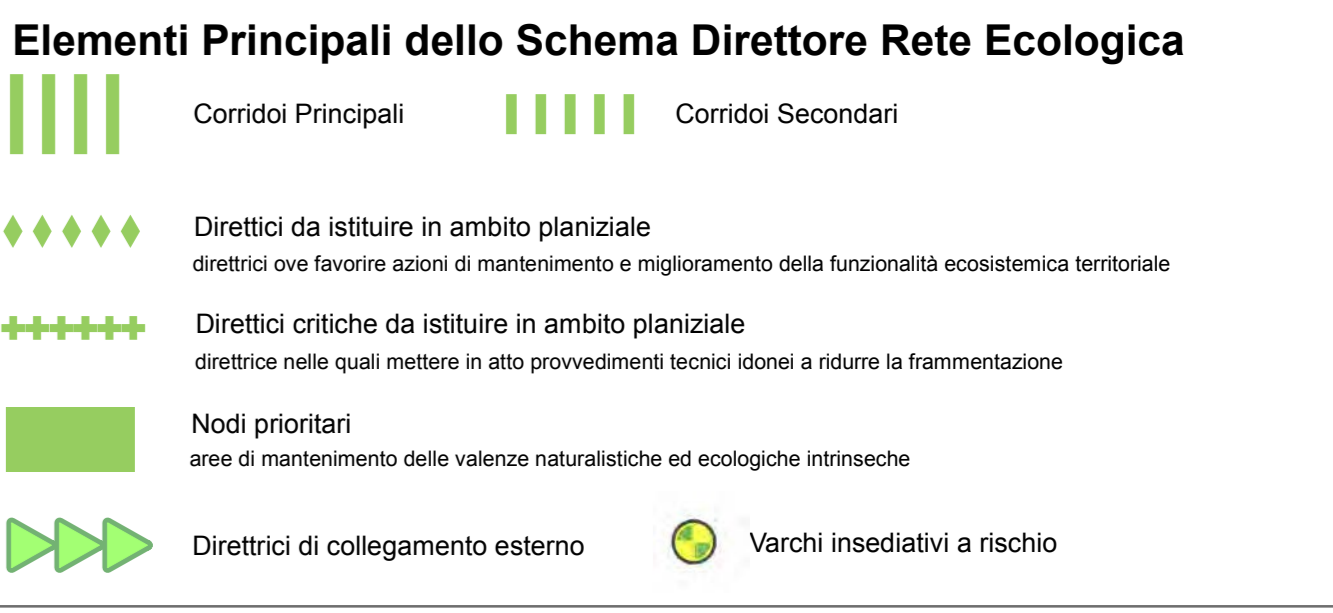 Elementi Principali dello Schema Direttore Rete Ecologica
Corridoi Principali
Corridoi Secondari
Direttici da istituire in ambito planiziale
direttrici ove favorire azioni di mantenimento e miglioramento della funzionalità ecosistemica territoriale
Direttici critiche da istituire in ambito planiziale
direttrice nelle quali mettere in atto provvedimenti tecnici idonei a ridurre la frammentazione
Nodi prioritari
aree di mantenimento delle valenze naturalistiche ed ecologiche intrinseche
Direttrici di collegamento esterno
Varchi insediativi a rischio